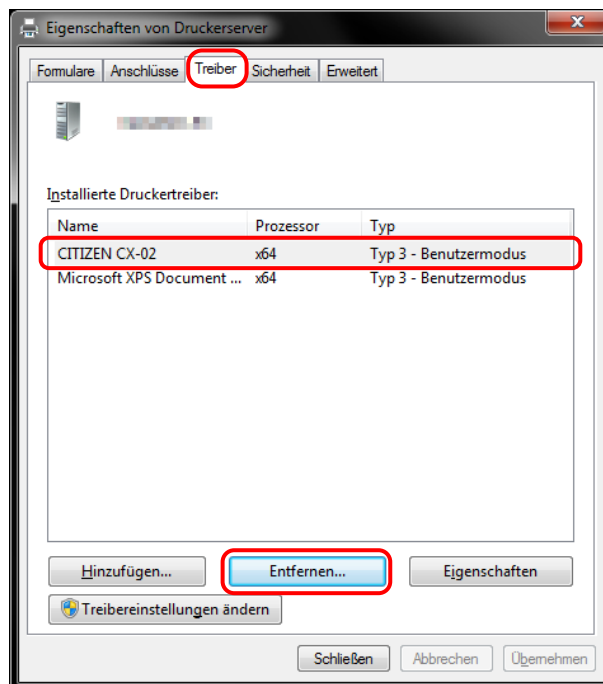 Eigenschaften von Druckerserver
Formulare Anschlüsse Treiber Sicherheit Erweitert
Installierte Druckertreiber:
Name Prozessor Typ
CITIZEN CX-02 x64 Typ 3 - Benutzermodus
Microsoft XPS Document ... x64 Typ 3 - Benutzermodus
Hinzufügen... Entfernen... Eigenschaften
Treibereinstellungen ändern
Schließen Abbrechen Übernehmen